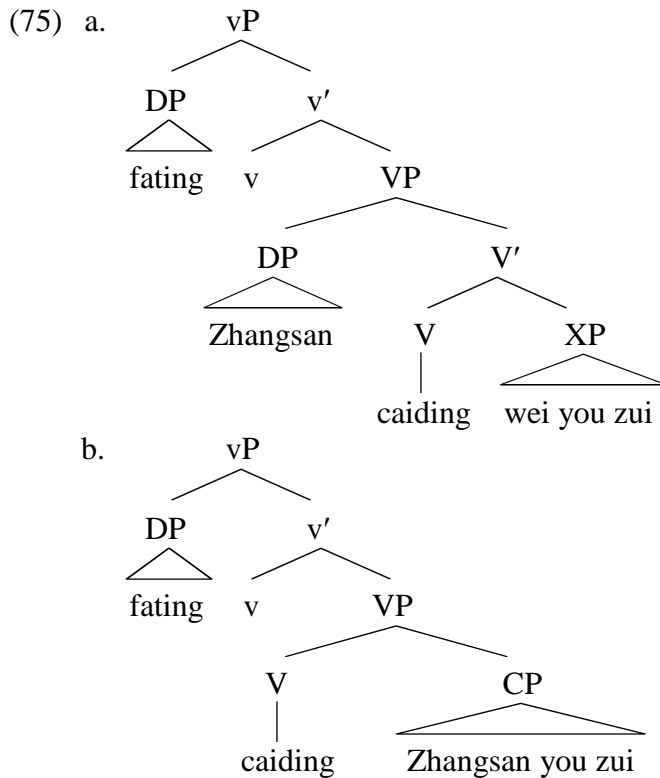 (75) a. vP
DP v′
fating v VP
DP V′
Zhangsan V XP
caiding wei you zui
b. vP
DP v′
fating v VP
V CP
caiding Zhangsan you zui